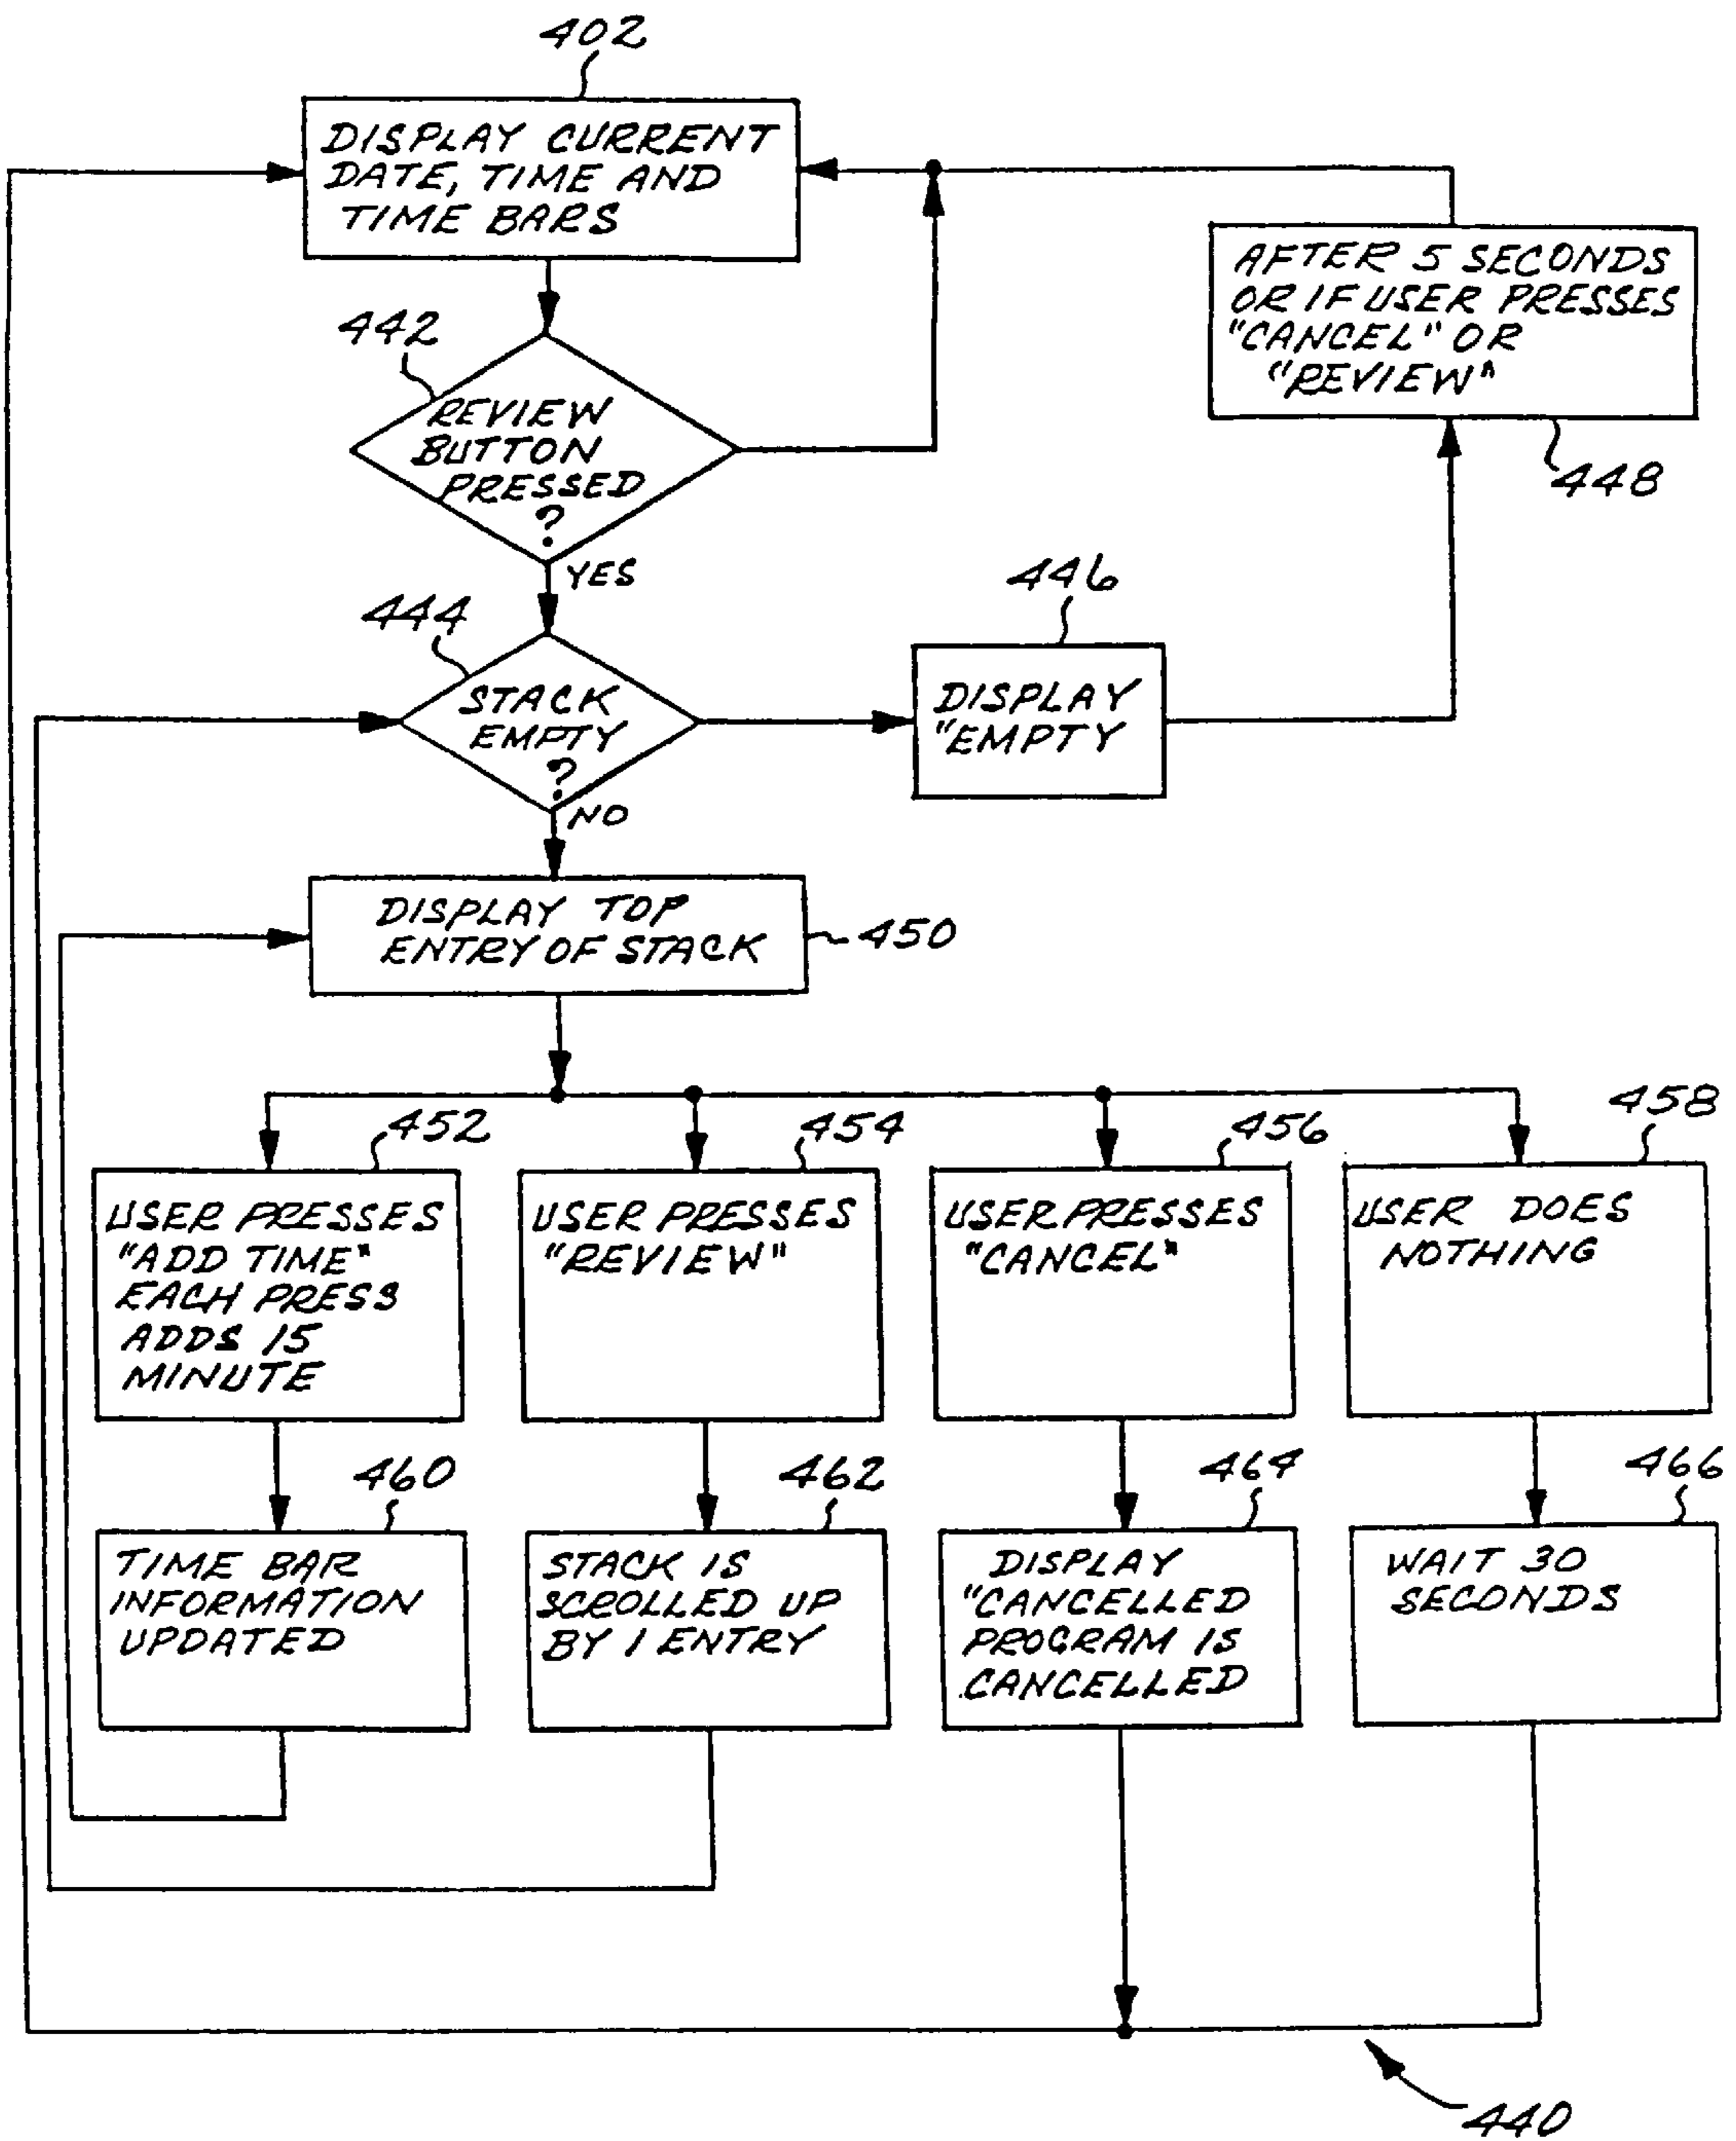 402
DISPLAY CURRENT
DATE, TIME AND
TIME BARS
AFTER 5 SECONDS
OR IF USER PRESSES
"CANCEL" OR
"REVIEW"
448
442
REVIEW
BUTTON
PRESSED
?
YES
444
STACK
EMPTY
?
NO
446
DISPLAY
"EMPTY
DISPLAY TOP
ENTRY OF STACK
450
452
USER PRESSES
"ADD TIME"
EACH PRESS
ADDS 15
MINUTE
454
USER PRESSES
"REVIEW"
456
USER PRESSES
"CANCEL"
458
USER DOES
NOTHING
460
TIME BAR
INFORMATION
UPDATED
462
STACK IS
SCROLLED UP
BY 1 ENTRY
464
DISPLAY
"CANCELLED
PROGRAM IS
CANCELLED
466
WAIT 30
SECONDS
440